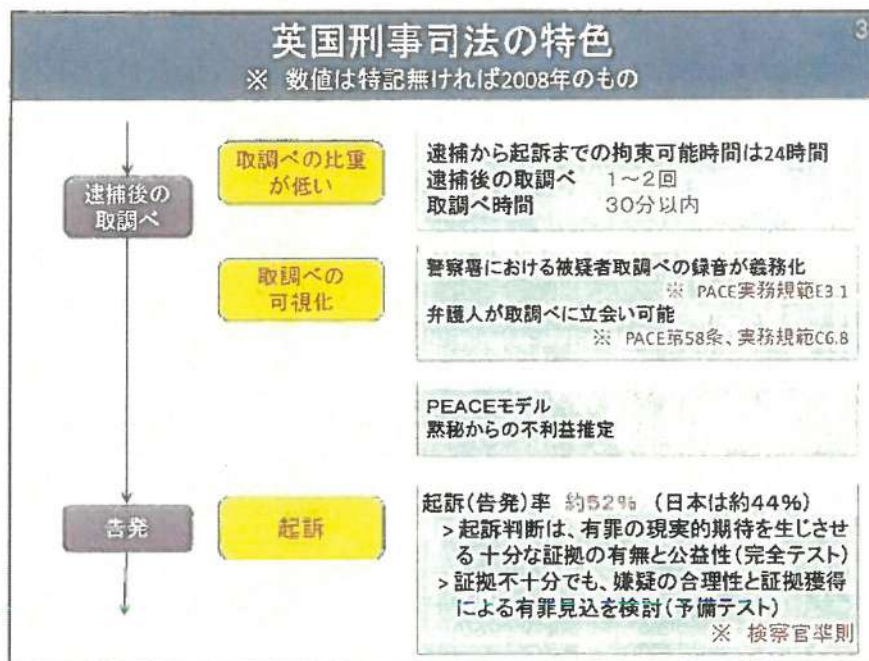 3
英国刑事司法の特色
※ 数値は特記無ければ2008年のもの
逮捕後の
取調べ
取調べの比重
が低い
逮捕から起訴までの拘束可能時間は24時間
逮捕後の取調べ 1～2回
取調べ時間 30分以内
取調べの
可視化
警察署における被疑者取調べの録音が義務化
※ PACE実務規範E3.1
弁護人が取調べに立会い可能
※ PACE第58条、実務規範C6.8
PEACEモデル
黙秘からの不利益推定
告発
起訴
起訴(告発)率 約52% (日本は約44%)
>起訴判断は、有罪の現実的期待を生じさせ
る十分な証拠の有無と公益性(完全テスト)
>証拠不十分でも、嫌疑の合理性と証拠獲得
による有罪見込を検討(予備テスト)
※ 検察官準則